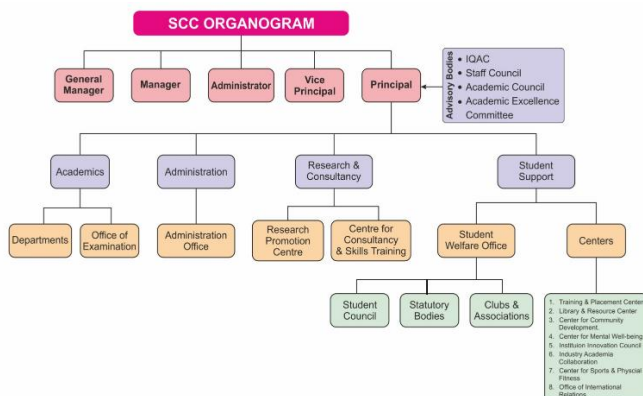 SCC ORGANOGRAM
General
Manager
Manager
Administrator
Vice
Principal
Principal
Advisory Bodies
• IQAC
• Staff Council
• Academic Council
• Academic Excellence
Committee
Academics
Administration
Research &
Consultancy
Student
Support
Departments
Office of
Examination
Administration
Office
Research
Promotion
Centre
Centre for
Consultancy
& Skills Training
Student
Welfare Office
Centers
Student
Council
Statutory
Bodies
Clubs &
Associations
1. Training & Placement Center
2. Library & Resource Center
3. Center for Community
Development.
4. Center for Mental Well-being
5. Instituion Innovation Council
6. Industry Academia
Collaboration
7. Center for Sports & Physcial
Fitness
8. Office of International
Relations